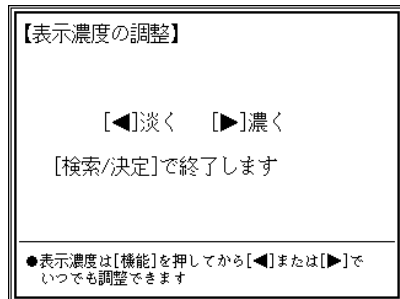 【表示濃度の調整】
[◀]淡く　[▶]濃く
[検索/決定]で終了します
●表示濃度は[機能]を押してから[◀]または[▶]で
いつでも調整できます